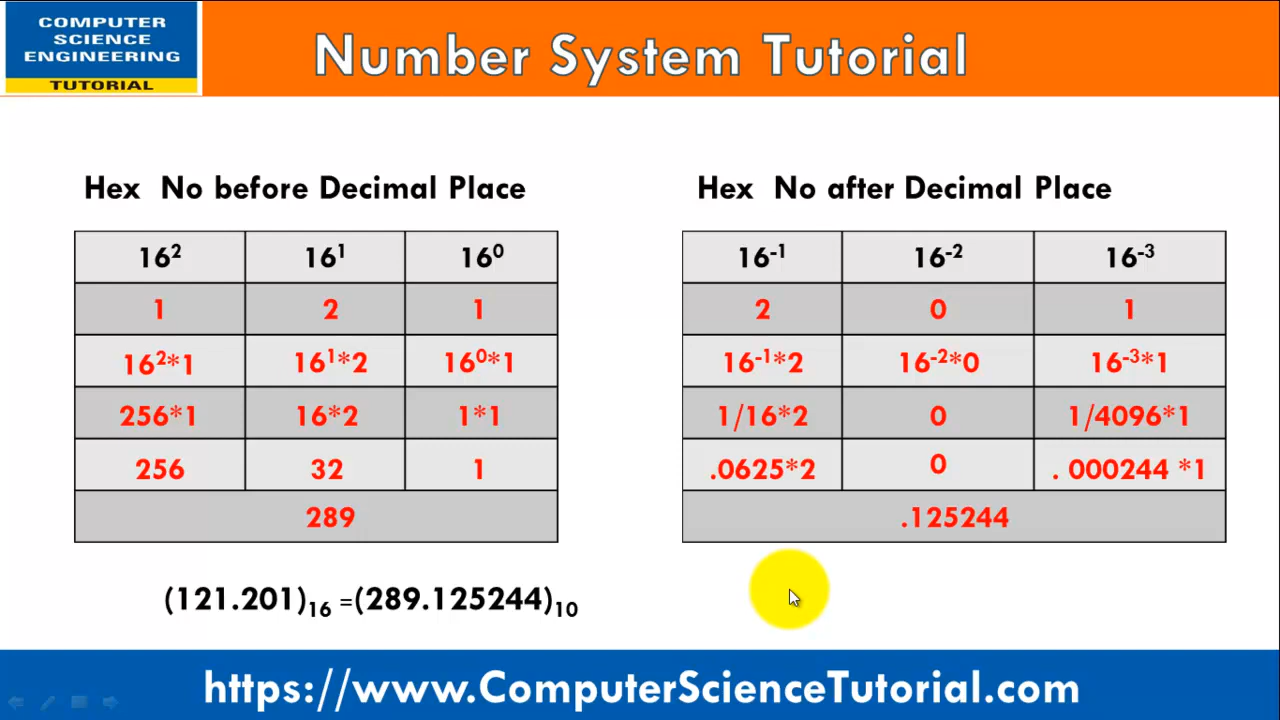 COMPUTER
SCIENCE
ENGINEERING
TUTORIAL
Number System Tutorial
Hex No before Decimal Place
16² 16¹ 16⁰
1 2 1
16²*1 16¹*2 16⁰*1
256*1 16*2 1*1
256 32 1
289
Hex No after Decimal Place
16⁻¹ 16⁻² 16⁻³
2 0 1
16⁻¹*2 16⁻²*0 16⁻³*1
1/16*2 0 1/4096*1
.0625*2 0 . 000244 *1
.125244
(121.201)₁₆ =(289.125244)₁₀
https://www.ComputerScienceTutorial.com